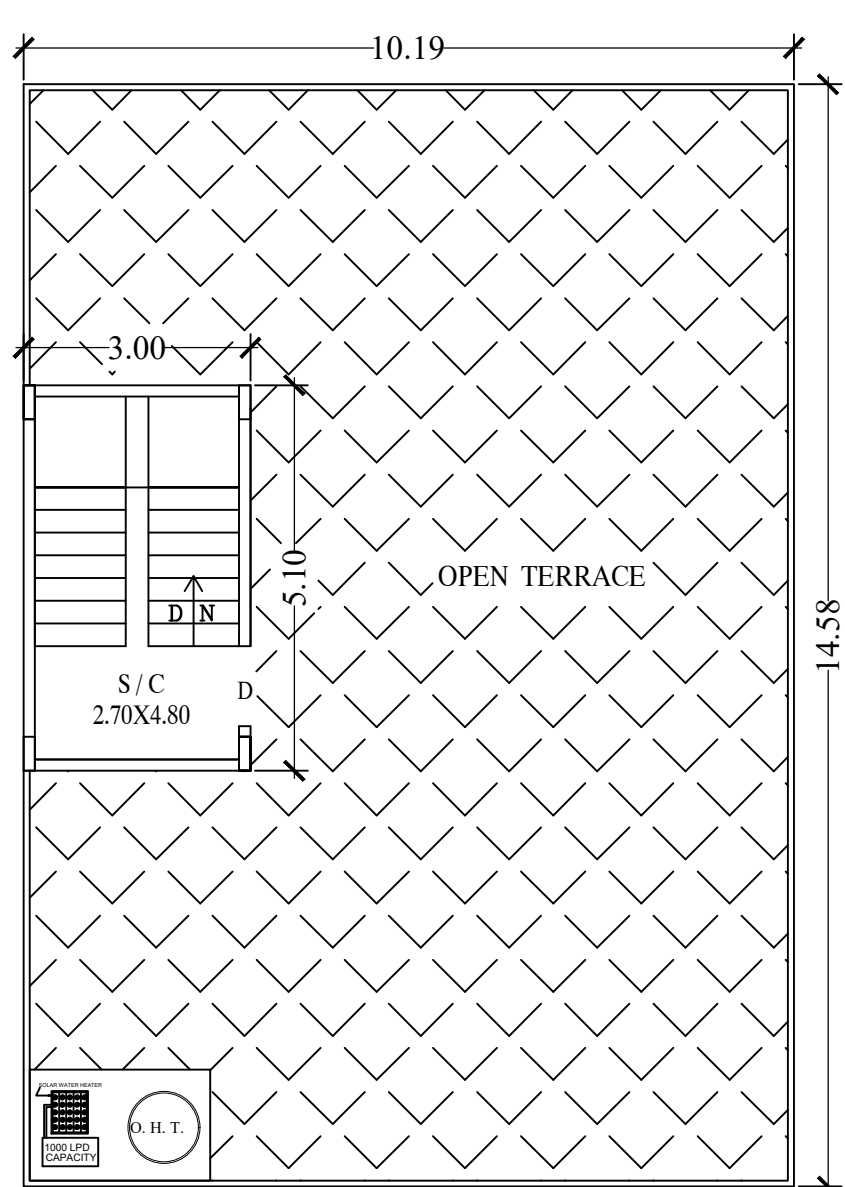 10.19
3.00
5.10
OPEN TERRACE
14.58
D N
S / C
D
2.70X4.80
SOLAR WATER HEATER
O. H. T.
1000 LPD
CAPACITY